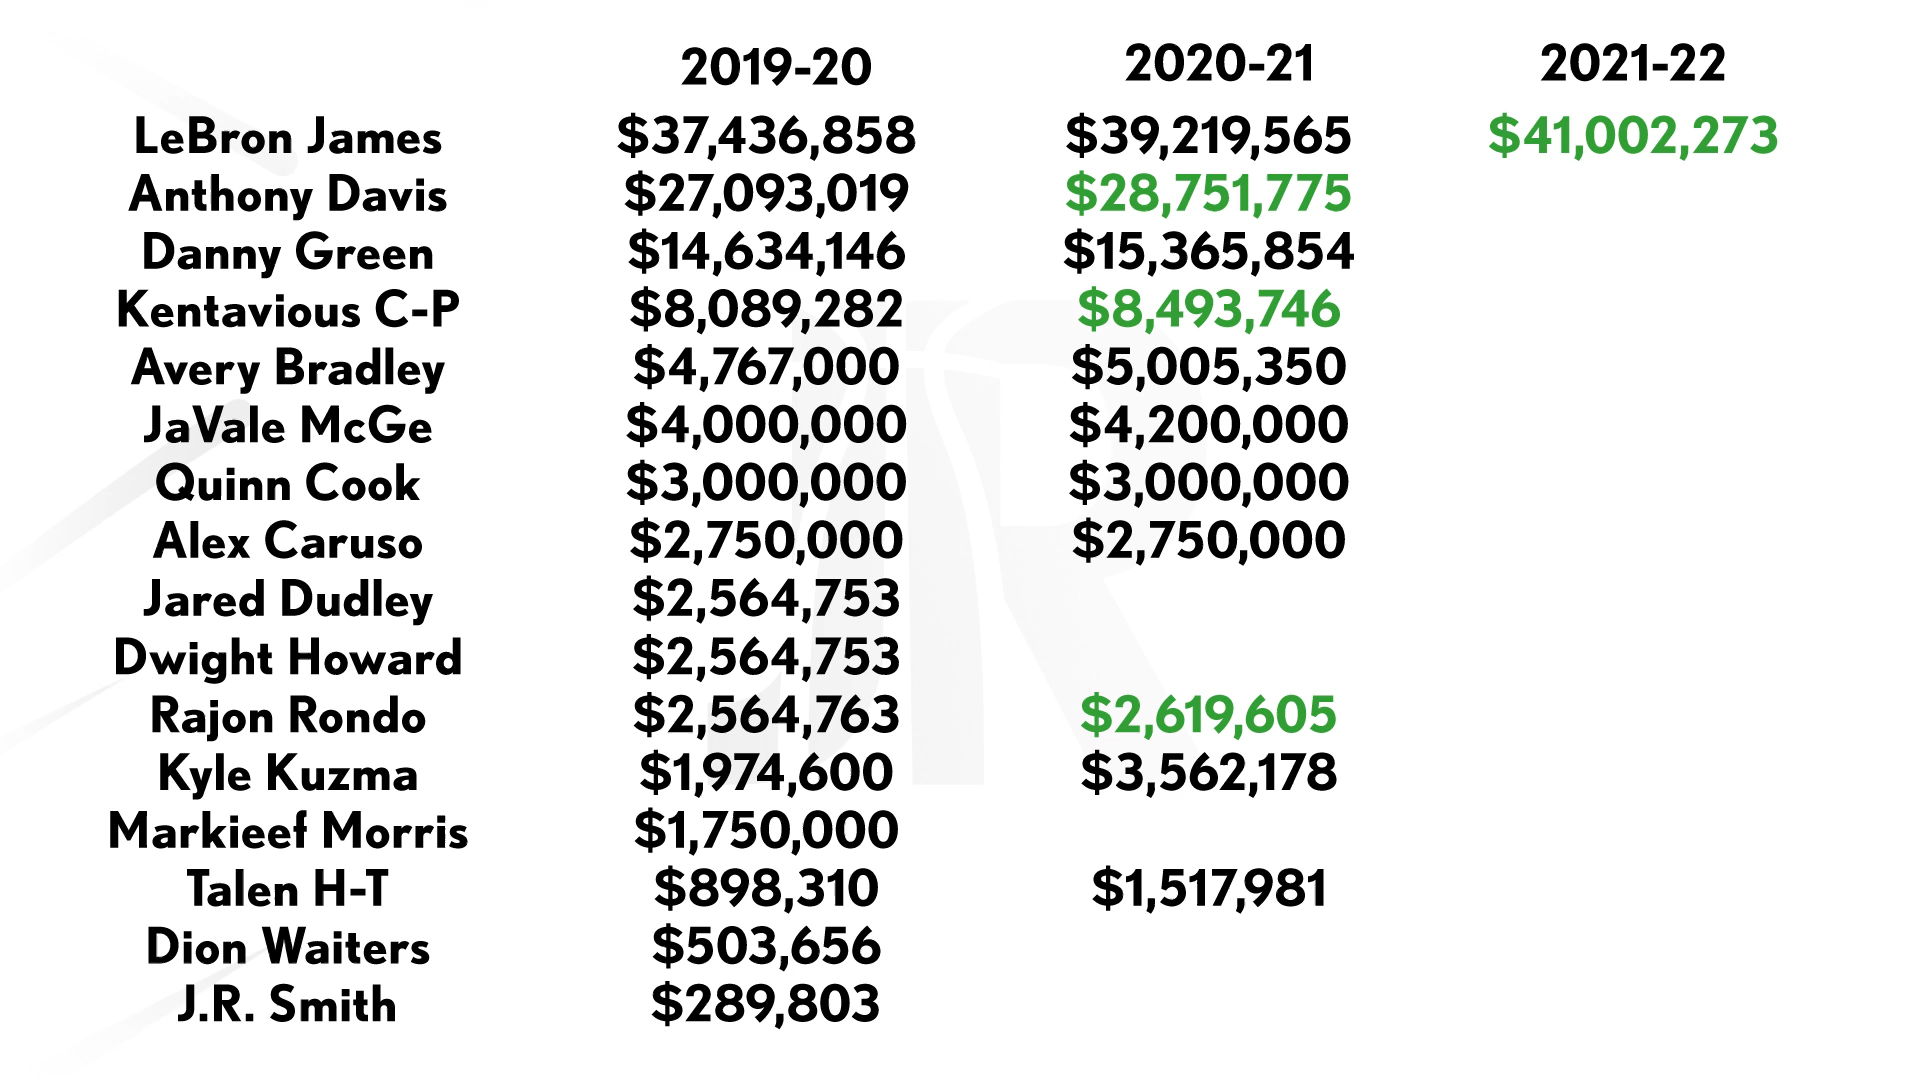 2019-20 2020-21 2021-22
LeBron James $37,436,858 $39,219,565 $41,002,273
Anthony Davis $27,093,019 $28,751,775
Danny Green $14,634,146 $15,365,854
Kentavious C-P $8,089,282 $8,493,746
Avery Bradley $4,767,000 $5,005,350
JaVale McGe $4,000,000 $4,200,000
Quinn Cook $3,000,000 $3,000,000
Alex Caruso $2,750,000 $2,750,000
Jared Dudley $2,564,753
Dwight Howard $2,564,753
Rajon Rondo $2,564,763 $2,619,605
Kyle Kuzma $1,974,600 $3,562,178
Markieef Morris $1,750,000
Talen H-T $898,310 $1,517,981
Dion Waiters $503,656
J.R. Smith $289,803